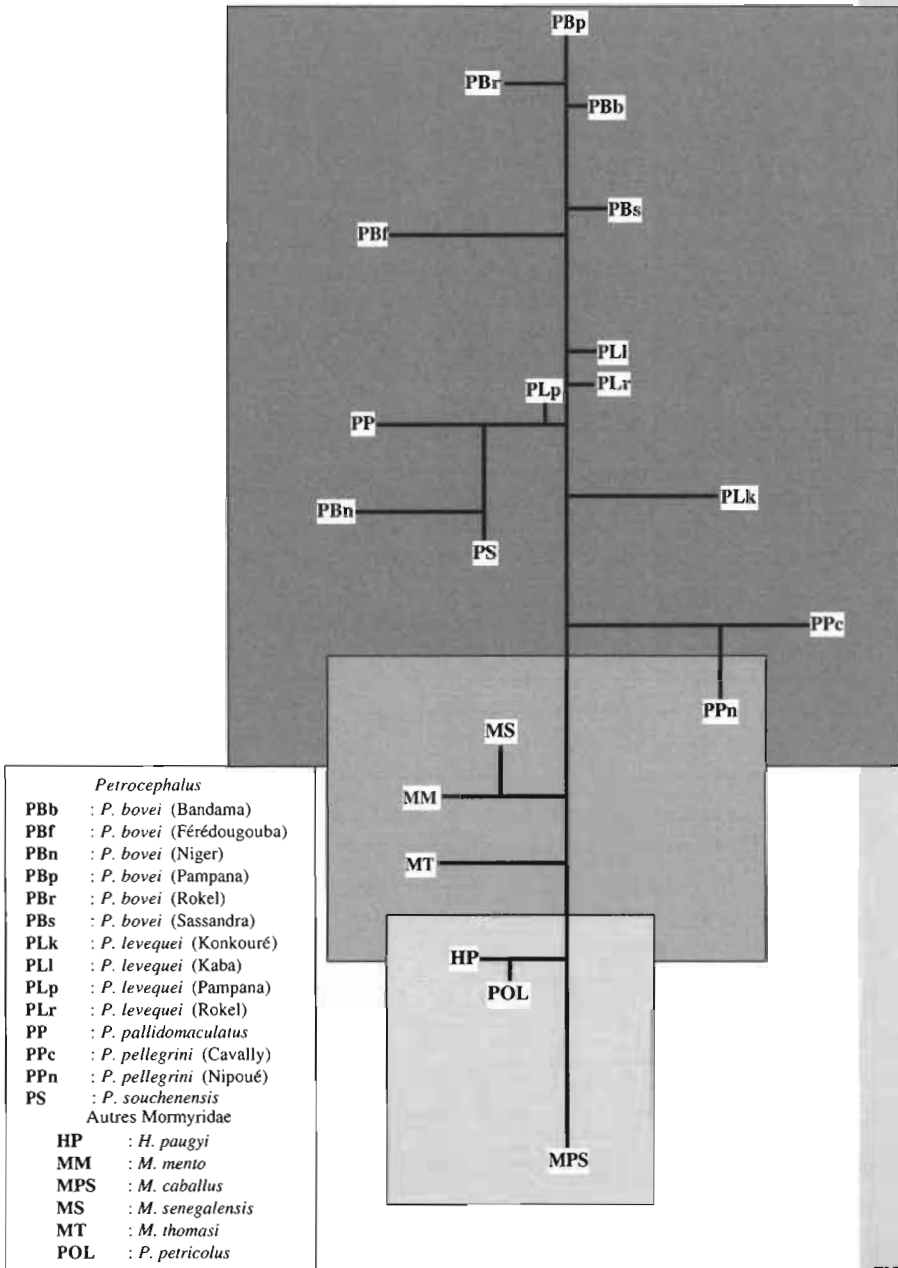 PBp
PBr
PBb
PBs
PBf
PLl
PLr
PLp
PP
PLk
PBn
PS
PPc
PPn
MS
MM
MT
HP
POL
MPS
Petrocephalus
PBb : P. bovei (Bandama)
PBf : P. bovei (Férédougouba)
PBn : P. bovei (Niger)
PBp : P. bovei (Pampana)
PBr : P. bovei (Rokel)
PBs : P. bovei (Sassandra)
PLk : P. levequei (Konkouré)
PLl : P. levequei (Kaba)
PLp : P. levequei (Pampana)
PLr : P. levequei (Rokel)
PP : P. pallidomaculatus
PPc : P. pellegrini (Cavally)
PPn : P. pellegrini (Nipoué)
PS : P. souchenensis
Autres Mormyridae
HP : H. paugyi
MM : M. mento
MPS : M. caballus
MS : M. senegalensis
MT : M. thomasi
POL : P. petricolus